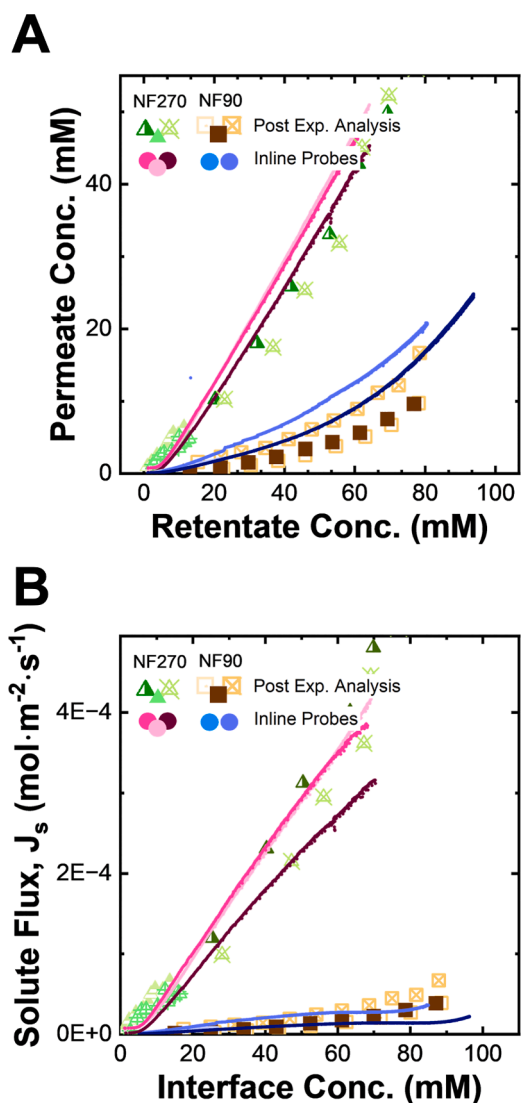 A
NF270 NF90
Post Exp. Analysis
Inline Probes
Permeate Conc. (mM)
40
20
0
0 20 40 60 80 100
Retentate Conc. (mM)
B
NF270 NF90
Post Exp. Analysis
Inline Probes
Solute Flux, Jₛ (mol·m⁻²·s⁻¹)
4E−4
2E−4
0E+0
0 20 40 60 80 100
Interface Conc. (mM)